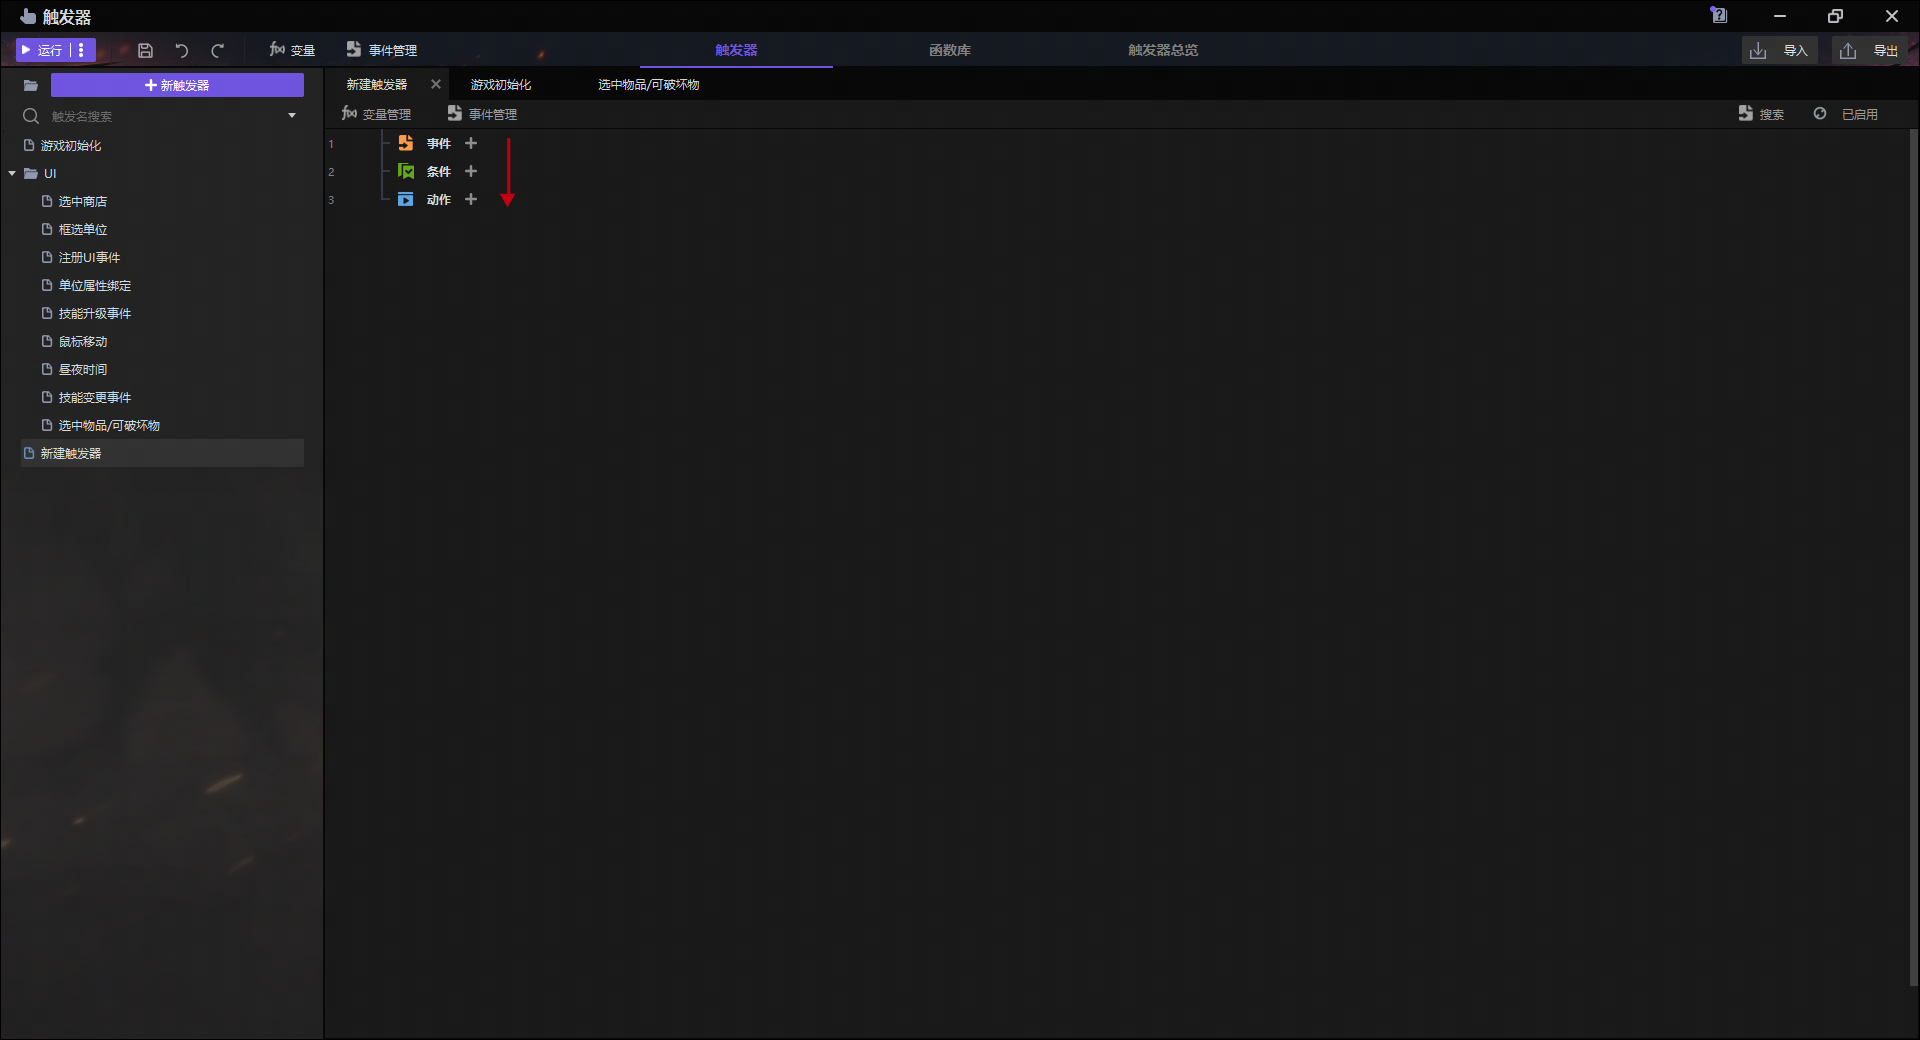 触发器
运行 变量 事件管理 触发器 函数库 触发器总览 导入 导出
新触发器
触发名搜索
游戏初始化
UI
选中商店
框选单位
注册UI事件
单位属性绑定
技能升级事件
鼠标移动
昼夜时间
技能变更事件
选中物品/可破坏物
新建触发器
新建触发器 游戏初始化 选中物品/可破坏物
变量管理 事件管理 搜索 已启用
1 事件
2 条件
3 动作